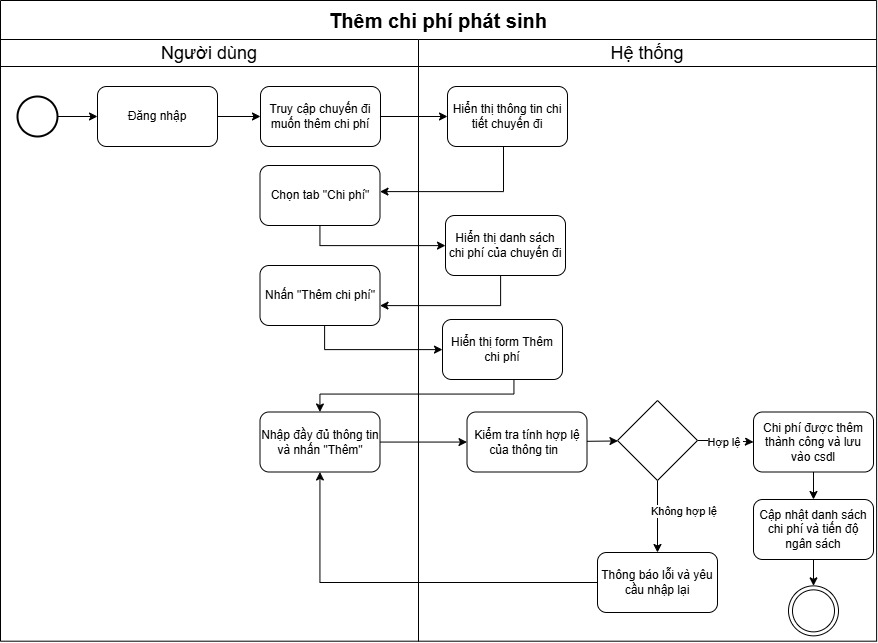 Thêm chi phí phát sinh
Người dùng
Hệ thống
Đăng nhập
Truy cập chuyến đi
muốn thêm chi phí
Hiển thị thông tin chi
tiết chuyến đi
Chọn tab "Chi phí"
Hiển thị danh sách
chi phí của chuyến đi
Nhấn "Thêm chi phí"
Hiển thị form Thêm
chi phí
Nhập đầy đủ thông tin
và nhấn "Thêm"
Kiểm tra tính hợp lệ
của thông tin
Hợp lệ
Chi phí được thêm
thành công và lưu
vào csdl
Không hợp lệ
Cập nhật danh sách
chi phí và tiến độ
ngân sách
Thông báo lỗi và yêu
cầu nhập lại